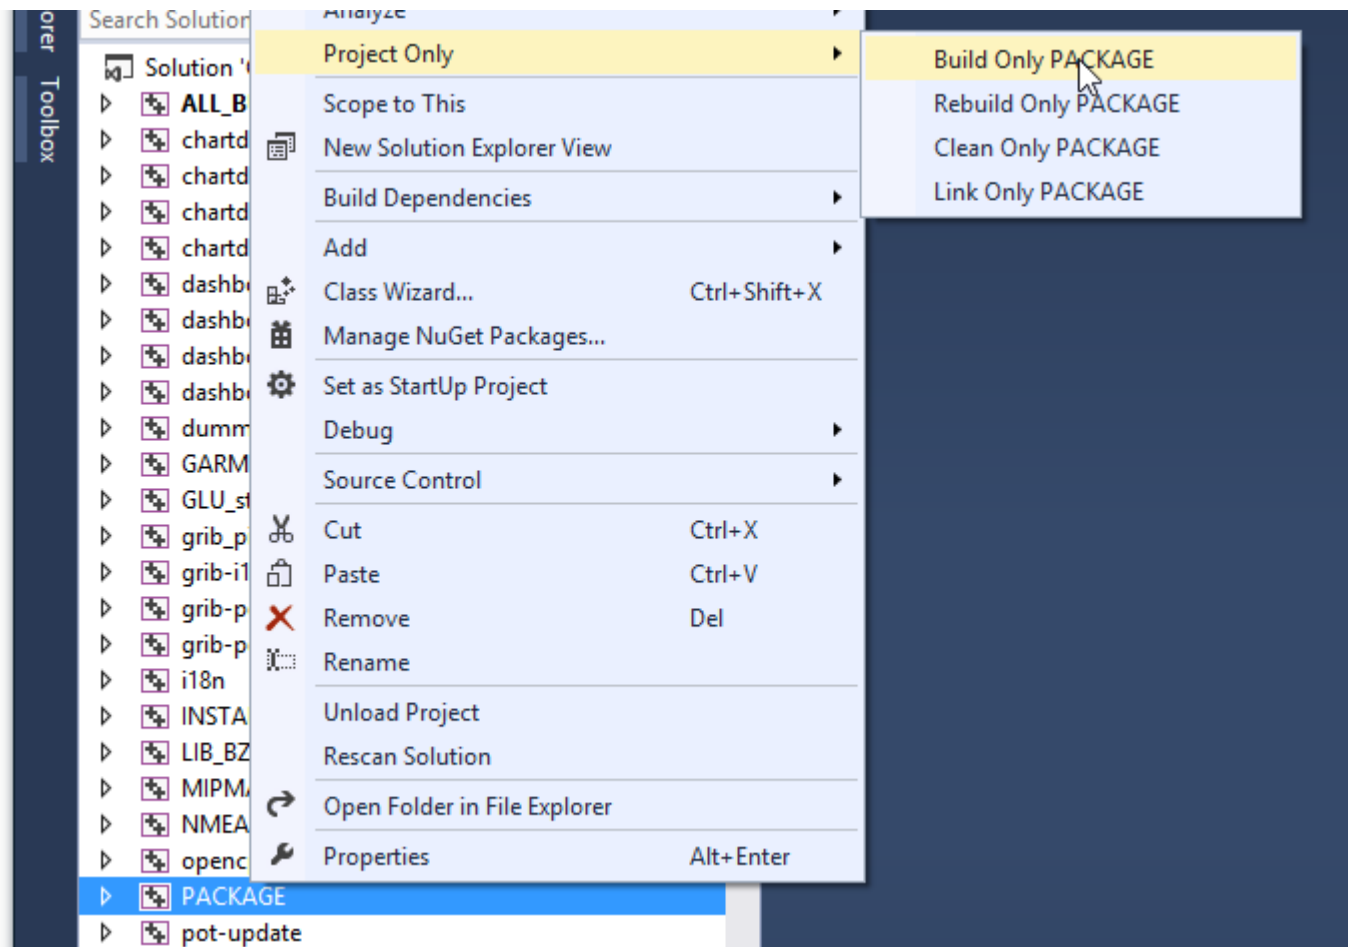 orer
Toolbox
Search Solution
Solution '
ALL_B
chartd
chartd
chartd
chartd
dashb
dashb
dashb
dashb
dumm
GARM
GLU_st
grib_p
grib-i1
grib-p
grib-p
i18n
INSTA
LIB_BZ
MIPMA
NMEA
openc
PACKAGE
pot-update
Analyze
Project Only
Scope to This
New Solution Explorer View
Build Dependencies
Add
Class Wizard... Ctrl+Shift+X
Manage NuGet Packages...
Set as StartUp Project
Debug
Source Control
Cut Ctrl+X
Paste Ctrl+V
Remove Del
Rename
Unload Project
Rescan Solution
Open Folder in File Explorer
Properties Alt+Enter
Build Only PACKAGE
Rebuild Only PACKAGE
Clean Only PACKAGE
Link Only PACKAGE